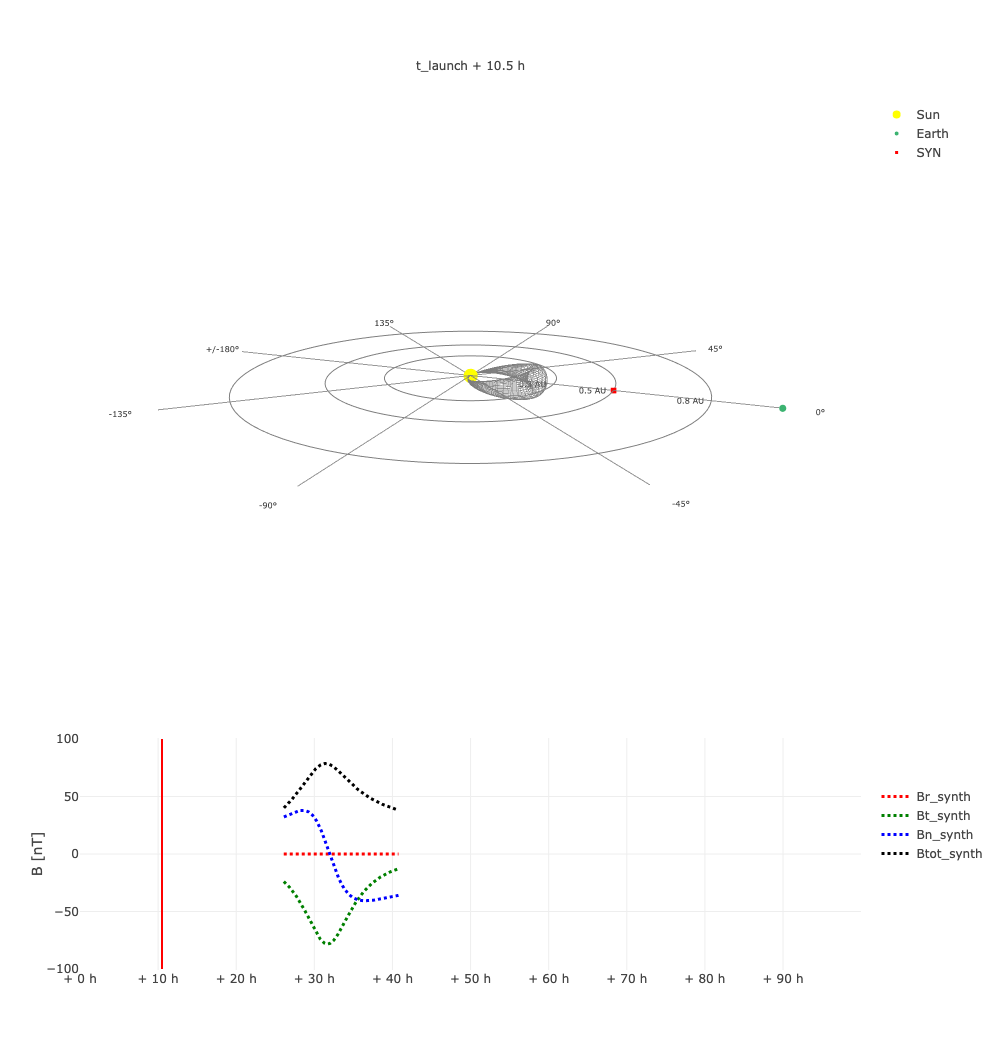 t_launch + 10.5 h
Sun
Earth
SYN
135°
90°
+/-180°
45°
0.5 AU
0.8 AU
-135°
0°
-90°
-45°
100
50
0
−50
−100
B [nT]
+ 0 h
+ 10 h
+ 20 h
+ 30 h
+ 40 h
+ 50 h
+ 60 h
+ 70 h
+ 80 h
+ 90 h
Br_synth
Bt_synth
Bn_synth
Btot_synth